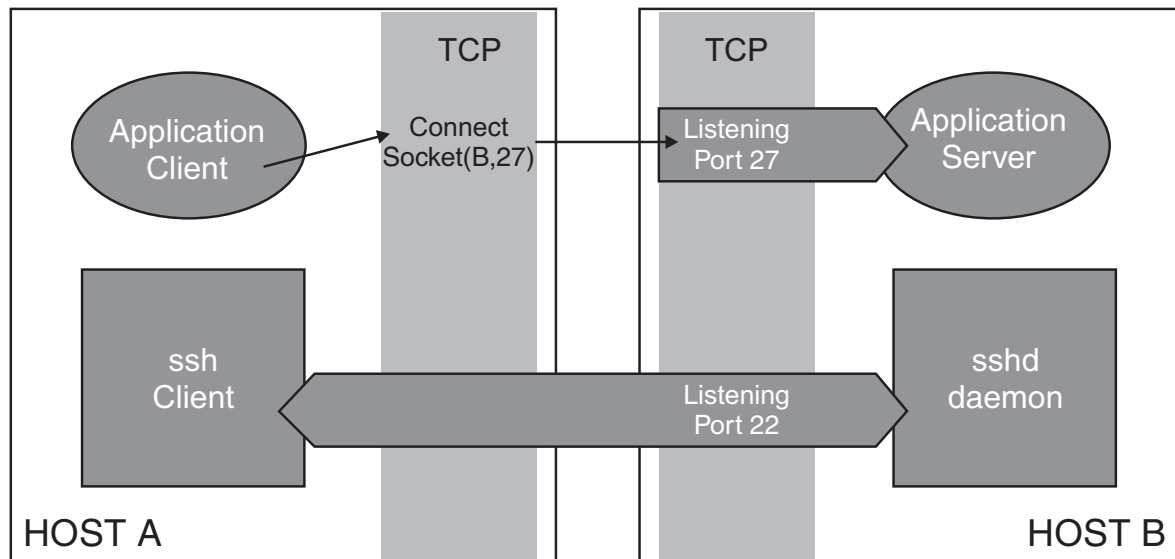 TCP
TCP
Application
Client
Connect
Socket(B,27)
Listening
Port 27
Application
Server
ssh
Client
Listening
Port 22
sshd
daemon
HOST A
HOST B